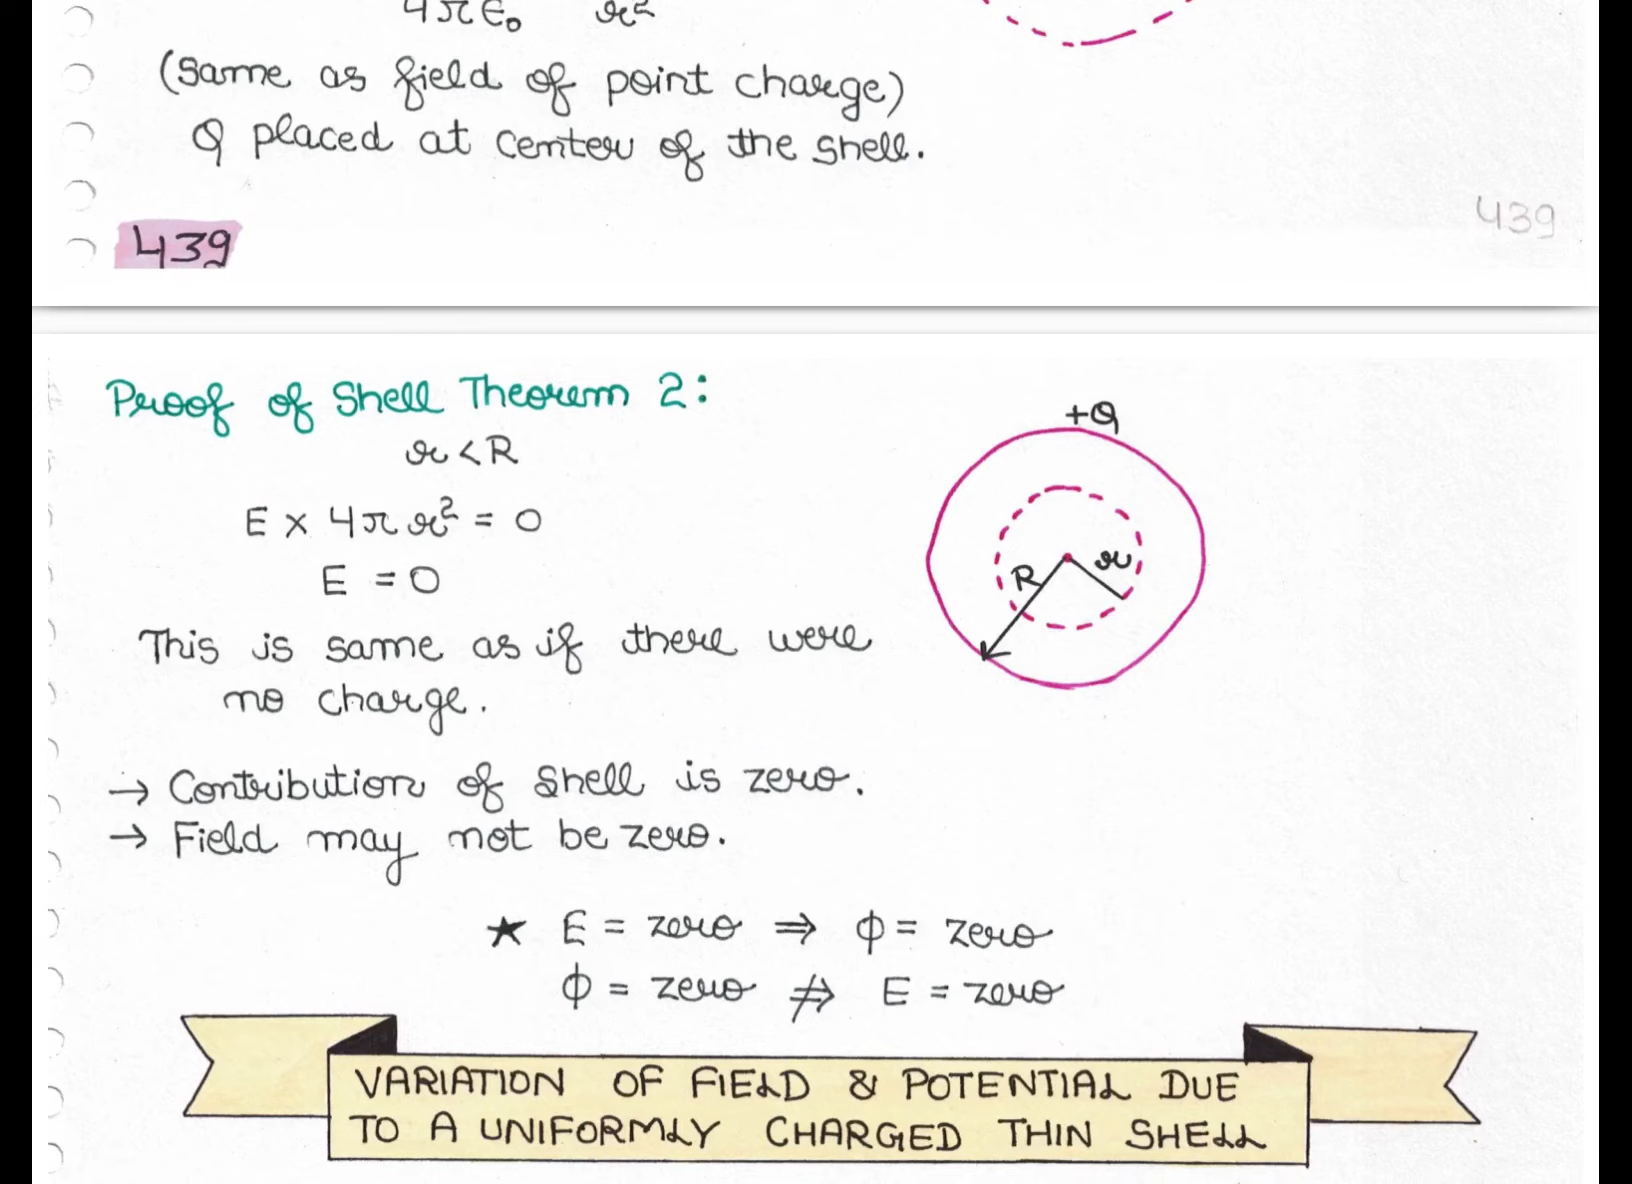 4πε₀ r²
(Same as field of point charge)
Q placed at center of the shell.
439
439
Proof of Shell Theorem 2:
r < R
E × 4πr² = 0
E = 0
This is same as if there were
no charge.
→ Contribution of shell is zero.
→ Field may not be zero.
★ E = zero ⇒ ϕ = zero
ϕ = zero ⇏ E = zero
+Q
R
r
VARIATION OF FIELD & POTENTIAL DUE
TO A UNIFORMLY CHARGED THIN SHELL